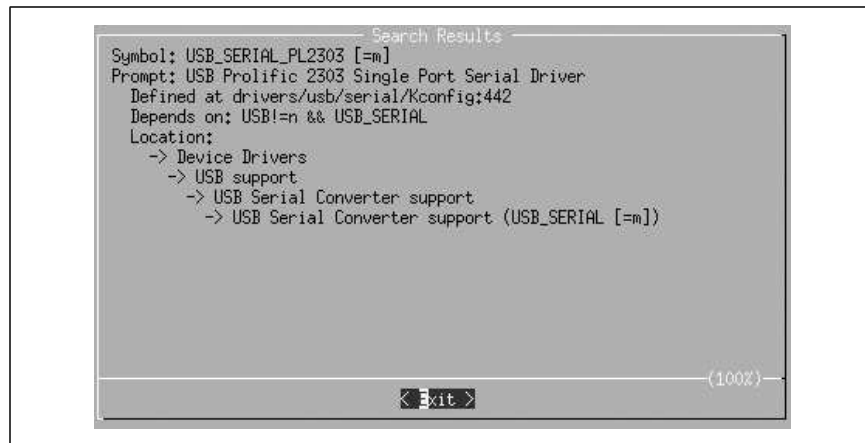 Search Results
Symbol: USB_SERIAL_PL2303 [=m]
Prompt: USB Prolific 2303 Single Port Serial Driver
Defined at drivers/usb/serial/Kconfig:442
Depends on: USB!=n && USB_SERIAL
Location:
-> Device Drivers
-> USB support
-> USB Serial Converter support
-> USB Serial Converter support (USB_SERIAL [=m])
(100%)
< Exit >